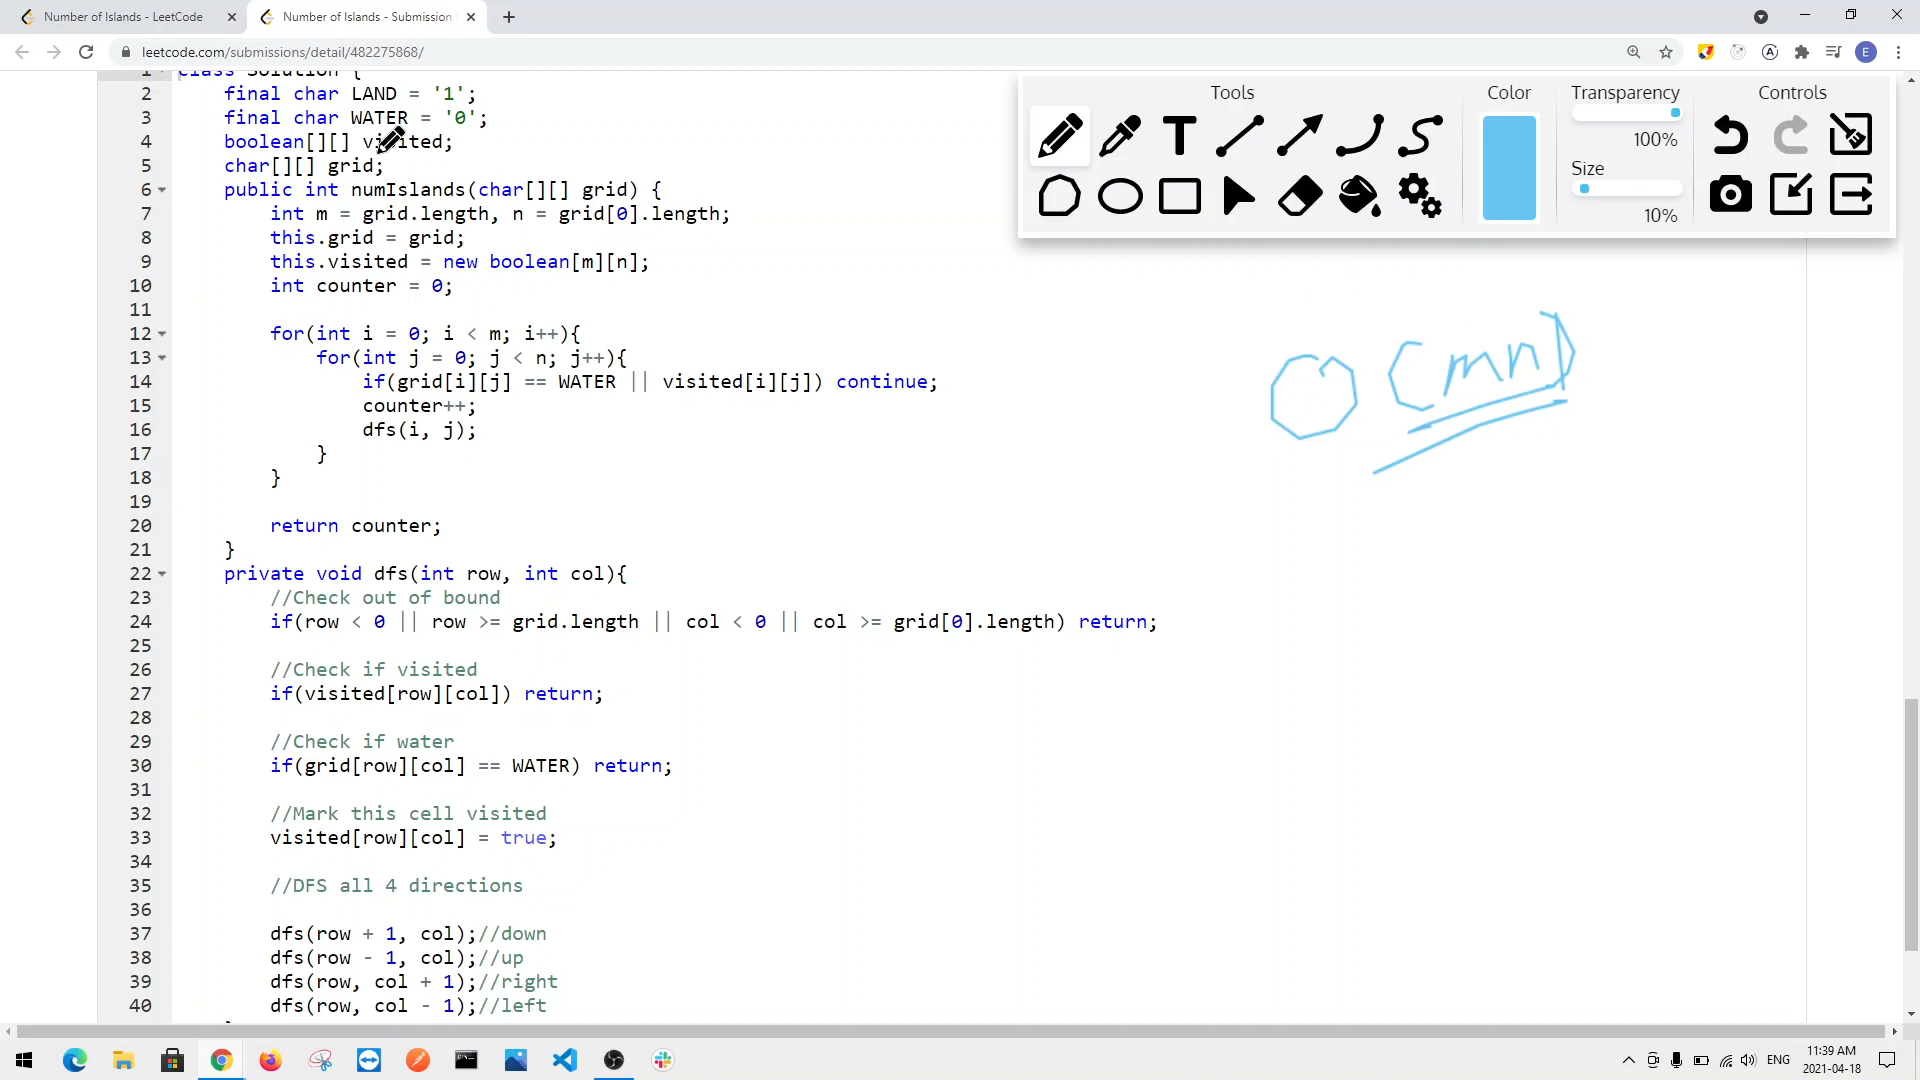 Number of Islands - LeetCode
Number of Islands - Submission
leetcode.com/submissions/detail/482275868/
E
Tools
Color
Transparency
100%
Size
10%
Controls
T
1 class Solution {
2 final char LAND = '1';
3 final char WATER = '0';
4 boolean[][] visited;
5 char[][] grid;
6 public int numIslands(char[][] grid) {
7 int m = grid.length, n = grid[0].length;
8 this.grid = grid;
9 this.visited = new boolean[m][n];
10 int counter = 0;
11
12 for(int i = 0; i < m; i++){
13 for(int j = 0; j < n; j++){
14 if(grid[i][j] == WATER || visited[i][j]) continue;
15 counter++;
16 dfs(i, j);
17 }
18 }
19
20 return counter;
21 }
22 private void dfs(int row, int col){
23 //Check out of bound
24 if(row < 0 || row >= grid.length || col < 0 || col >= grid[0].length) return;
25
26 //Check if visited
27 if(visited[row][col]) return;
28
29 //Check if water
30 if(grid[row][col] == WATER) return;
31
32 //Mark this cell visited
33 visited[row][col] = true;
34
35 //DFS all 4 directions
36
37 dfs(row + 1, col);//down
38 dfs(row - 1, col);//up
39 dfs(row, col + 1);//right
40 dfs(row, col - 1);//left
O(mn)
ENG
11:39 AM
2021-04-18